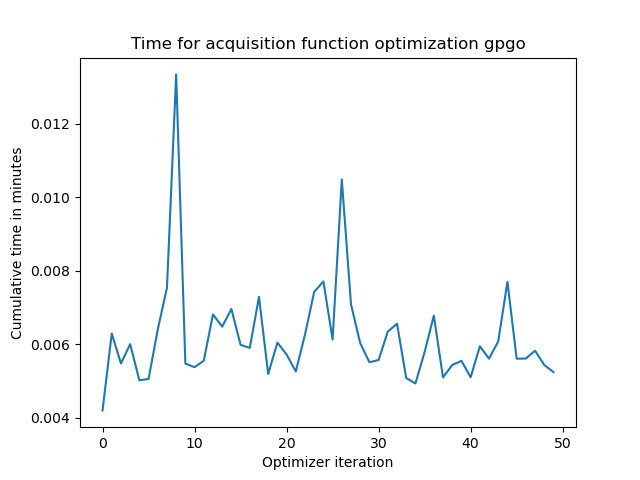 Time for acquisition function optimization gpgo
Cumulative time in minutes
0.012
0.010
0.008
0.006
0.004
0 10 20 30 40 50
Optimizer iteration